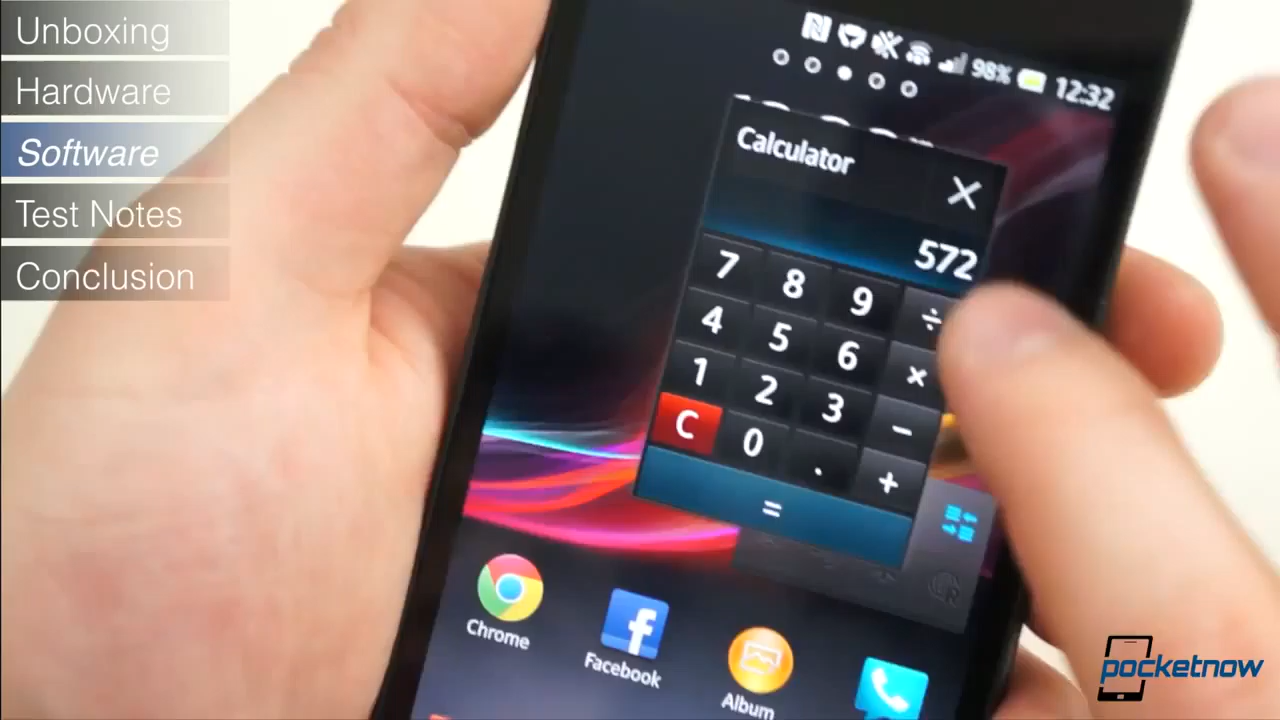 Unboxing
Hardware
Software
Test Notes
Conclusion
98% 12:32
Calculator
572
7 8 9 ÷
4 5 6 ×
1 2 3 −
C 0 . +
=
Chrome
Facebook
Album
pocketnow